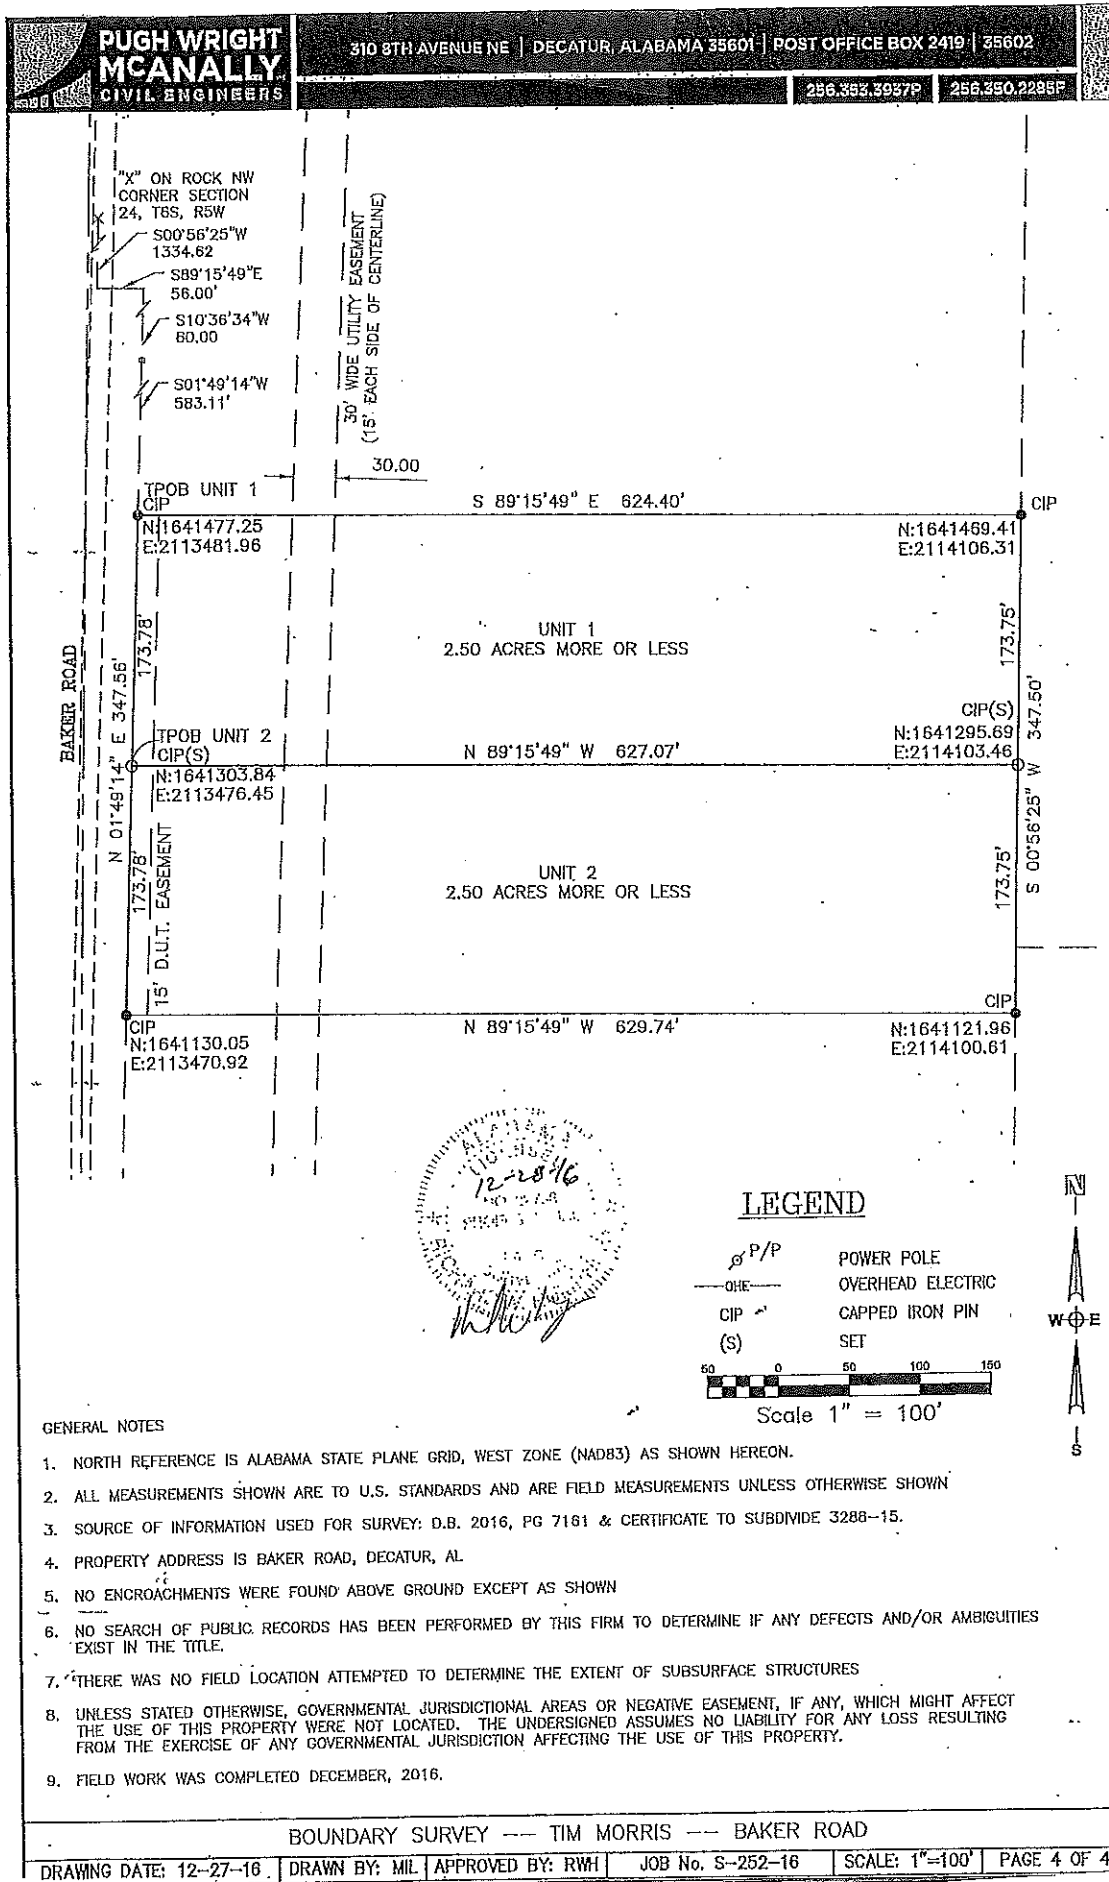 PUGH WRIGHT
MCANALLY
CIVIL ENGINEERS
310 8TH AVENUE NE | DECATUR, ALABAMA 35601 | POST OFFICE BOX 2419 | 35602
256.353.3937P
256.350.2285F
"X" ON ROCK NW
CORNER SECTION
24, T6S, R5W
S00°56'25"W
1334.62
S89°15'49"E
56.00'
S10°36'34"W
80.00
S01°49'14"W
583.11'
30' WIDE UTILITY EASEMENT
(15' EACH SIDE OF CENTERLINE)
30.00
TPOB UNIT 1
CIP
N:1641477.25
E:2113481.96
S 89°15'49" E 624.40'
CIP
N:1641469.41
E:2114106.31
173.78'
UNIT 1
2.50 ACRES MORE OR LESS
173.75'
BAKER ROAD
N 01°49'14" E 347.56'
S 00°56'25" W 347.50'
TPOB UNIT 2
CIP(S)
N:1641303.84
E:2113476.45
N 89°15'49" W 627.07'
CIP(S)
N:1641295.69
E:2114103.46
173.78'
15' D.U.T. EASEMENT
UNIT 2
2.50 ACRES MORE OR LESS
173.75'
CIP
N:1641130.05
E:2113470.92
N 89°15'49" W 629.74'
CIP
N:1641121.96
E:2114100.61
12-28-16
LEGEND
P/P POWER POLE
OHE OVERHEAD ELECTRIC
CIP CAPPED IRON PIN
(S) SET
50 0 50 100 150
Scale 1" = 100'
N
W E
S
GENERAL NOTES
1. NORTH REFERENCE IS ALABAMA STATE PLANE GRID, WEST ZONE (NAD83) AS SHOWN HEREON.
2. ALL MEASUREMENTS SHOWN ARE TO U.S. STANDARDS AND ARE FIELD MEASUREMENTS UNLESS OTHERWISE SHOWN
3. SOURCE OF INFORMATION USED FOR SURVEY: D.B. 2016, PG 7161 & CERTIFICATE TO SUBDIVIDE 3288-15.
4. PROPERTY ADDRESS IS BAKER ROAD, DECATUR, AL
5. NO ENCROACHMENTS WERE FOUND ABOVE GROUND EXCEPT AS SHOWN
6. NO SEARCH OF PUBLIC RECORDS HAS BEEN PERFORMED BY THIS FIRM TO DETERMINE IF ANY DEFECTS AND/OR AMBIGUITIES
EXIST IN THE TITLE.
7. THERE WAS NO FIELD LOCATION ATTEMPTED TO DETERMINE THE EXTENT OF SUBSURFACE STRUCTURES
8. UNLESS STATED OTHERWISE, GOVERNMENTAL JURISDICTIONAL AREAS OR NEGATIVE EASEMENT, IF ANY, WHICH MIGHT AFFECT
THE USE OF THIS PROPERTY WERE NOT LOCATED. THE UNDERSIGNED ASSUMES NO LIABILITY FOR ANY LOSS RESULTING
FROM THE EXERCISE OF ANY GOVERNMENTAL JURISDICTION AFFECTING THE USE OF THIS PROPERTY.
9. FIELD WORK WAS COMPLETED DECEMBER, 2016.
BOUNDARY SURVEY -- TIM MORRIS -- BAKER ROAD
DRAWING DATE: 12-27-16 DRAWN BY: MIL APPROVED BY: RWH JOB No. S-252-16 SCALE: 1"=100' PAGE 4 OF 4